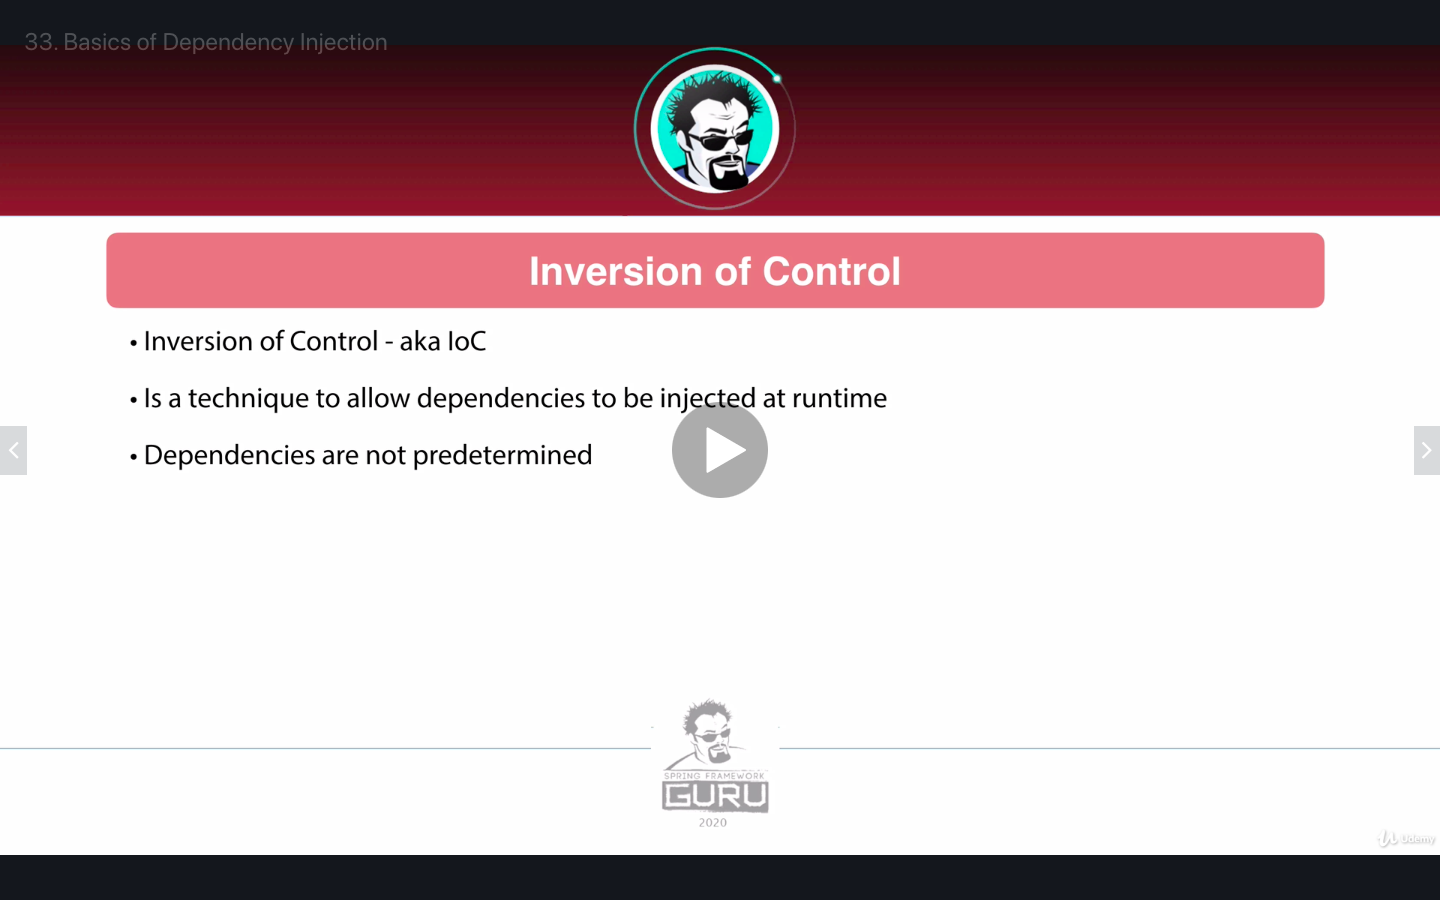 33. Basics of Dependency Injection
Inversion of Control
• Inversion of Control - aka IoC
• Is a technique to allow dependencies to be injected at runtime
• Dependencies are not predetermined
SPRING FRAMEWORK
GURU
2020
Udemy